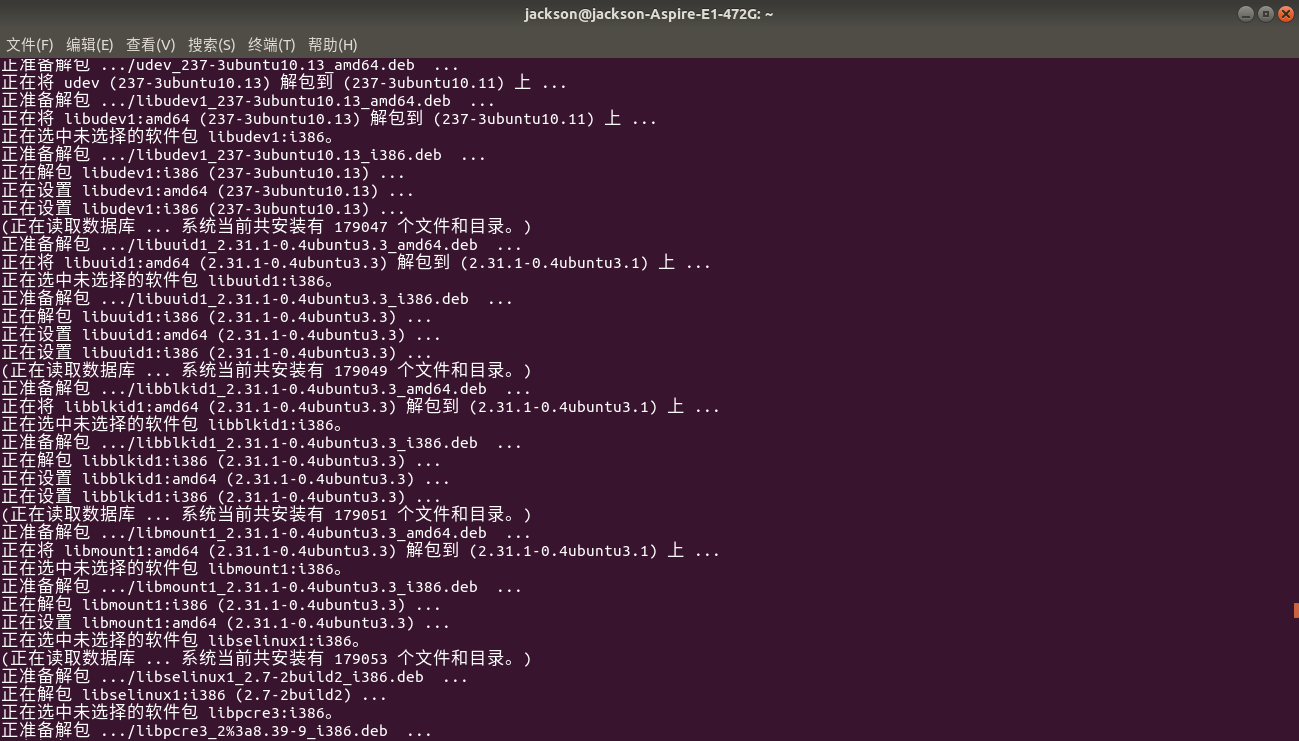 jackson@jackson-Aspire-E1-472G: ~
文件(F) 编辑(E) 查看(V) 搜索(S) 终端(T) 帮助(H)
正准备解包 .../udev_237-3ubuntu10.13_amd64.deb  ...
正在将 udev (237-3ubuntu10.13) 解包到 (237-3ubuntu10.11) 上 ...
正准备解包 .../libudev1_237-3ubuntu10.13_amd64.deb  ...
正在将 libudev1:amd64 (237-3ubuntu10.13) 解包到 (237-3ubuntu10.11) 上 ...
正在选中未选择的软件包 libudev1:i386。
正准备解包 .../libudev1_237-3ubuntu10.13_i386.deb  ...
正在解包 libudev1:i386 (237-3ubuntu10.13) ...
正在设置 libudev1:amd64 (237-3ubuntu10.13) ...
正在设置 libudev1:i386 (237-3ubuntu10.13) ...
(正在读取数据库 ... 系统当前共安装有 179047 个文件和目录。)
正准备解包 .../libuuid1_2.31.1-0.4ubuntu3.3_amd64.deb  ...
正在将 libuuid1:amd64 (2.31.1-0.4ubuntu3.3) 解包到 (2.31.1-0.4ubuntu3.1) 上 ...
正在选中未选择的软件包 libuuid1:i386。
正准备解包 .../libuuid1_2.31.1-0.4ubuntu3.3_i386.deb  ...
正在解包 libuuid1:i386 (2.31.1-0.4ubuntu3.3) ...
正在设置 libuuid1:amd64 (2.31.1-0.4ubuntu3.3) ...
正在设置 libuuid1:i386 (2.31.1-0.4ubuntu3.3) ...
(正在读取数据库 ... 系统当前共安装有 179049 个文件和目录。)
正准备解包 .../libblkid1_2.31.1-0.4ubuntu3.3_amd64.deb  ...
正在将 libblkid1:amd64 (2.31.1-0.4ubuntu3.3) 解包到 (2.31.1-0.4ubuntu3.1) 上 ...
正在选中未选择的软件包 libblkid1:i386。
正准备解包 .../libblkid1_2.31.1-0.4ubuntu3.3_i386.deb  ...
正在解包 libblkid1:i386 (2.31.1-0.4ubuntu3.3) ...
正在设置 libblkid1:amd64 (2.31.1-0.4ubuntu3.3) ...
正在设置 libblkid1:i386 (2.31.1-0.4ubuntu3.3) ...
(正在读取数据库 ... 系统当前共安装有 179051 个文件和目录。)
正准备解包 .../libmount1_2.31.1-0.4ubuntu3.3_amd64.deb  ...
正在将 libmount1:amd64 (2.31.1-0.4ubuntu3.3) 解包到 (2.31.1-0.4ubuntu3.1) 上 ...
正在选中未选择的软件包 libmount1:i386。
正准备解包 .../libmount1_2.31.1-0.4ubuntu3.3_i386.deb  ...
正在解包 libmount1:i386 (2.31.1-0.4ubuntu3.3) ...
正在设置 libmount1:amd64 (2.31.1-0.4ubuntu3.3) ...
正在选中未选择的软件包 libselinux1:i386。
(正在读取数据库 ... 系统当前共安装有 179053 个文件和目录。)
正准备解包 .../libselinux1_2.7-2build2_i386.deb  ...
正在解包 libselinux1:i386 (2.7-2build2) ...
正在选中未选择的软件包 libpcre3:i386。
正准备解包 .../libpcre3_2%3a8.39-9_i386.deb  ...